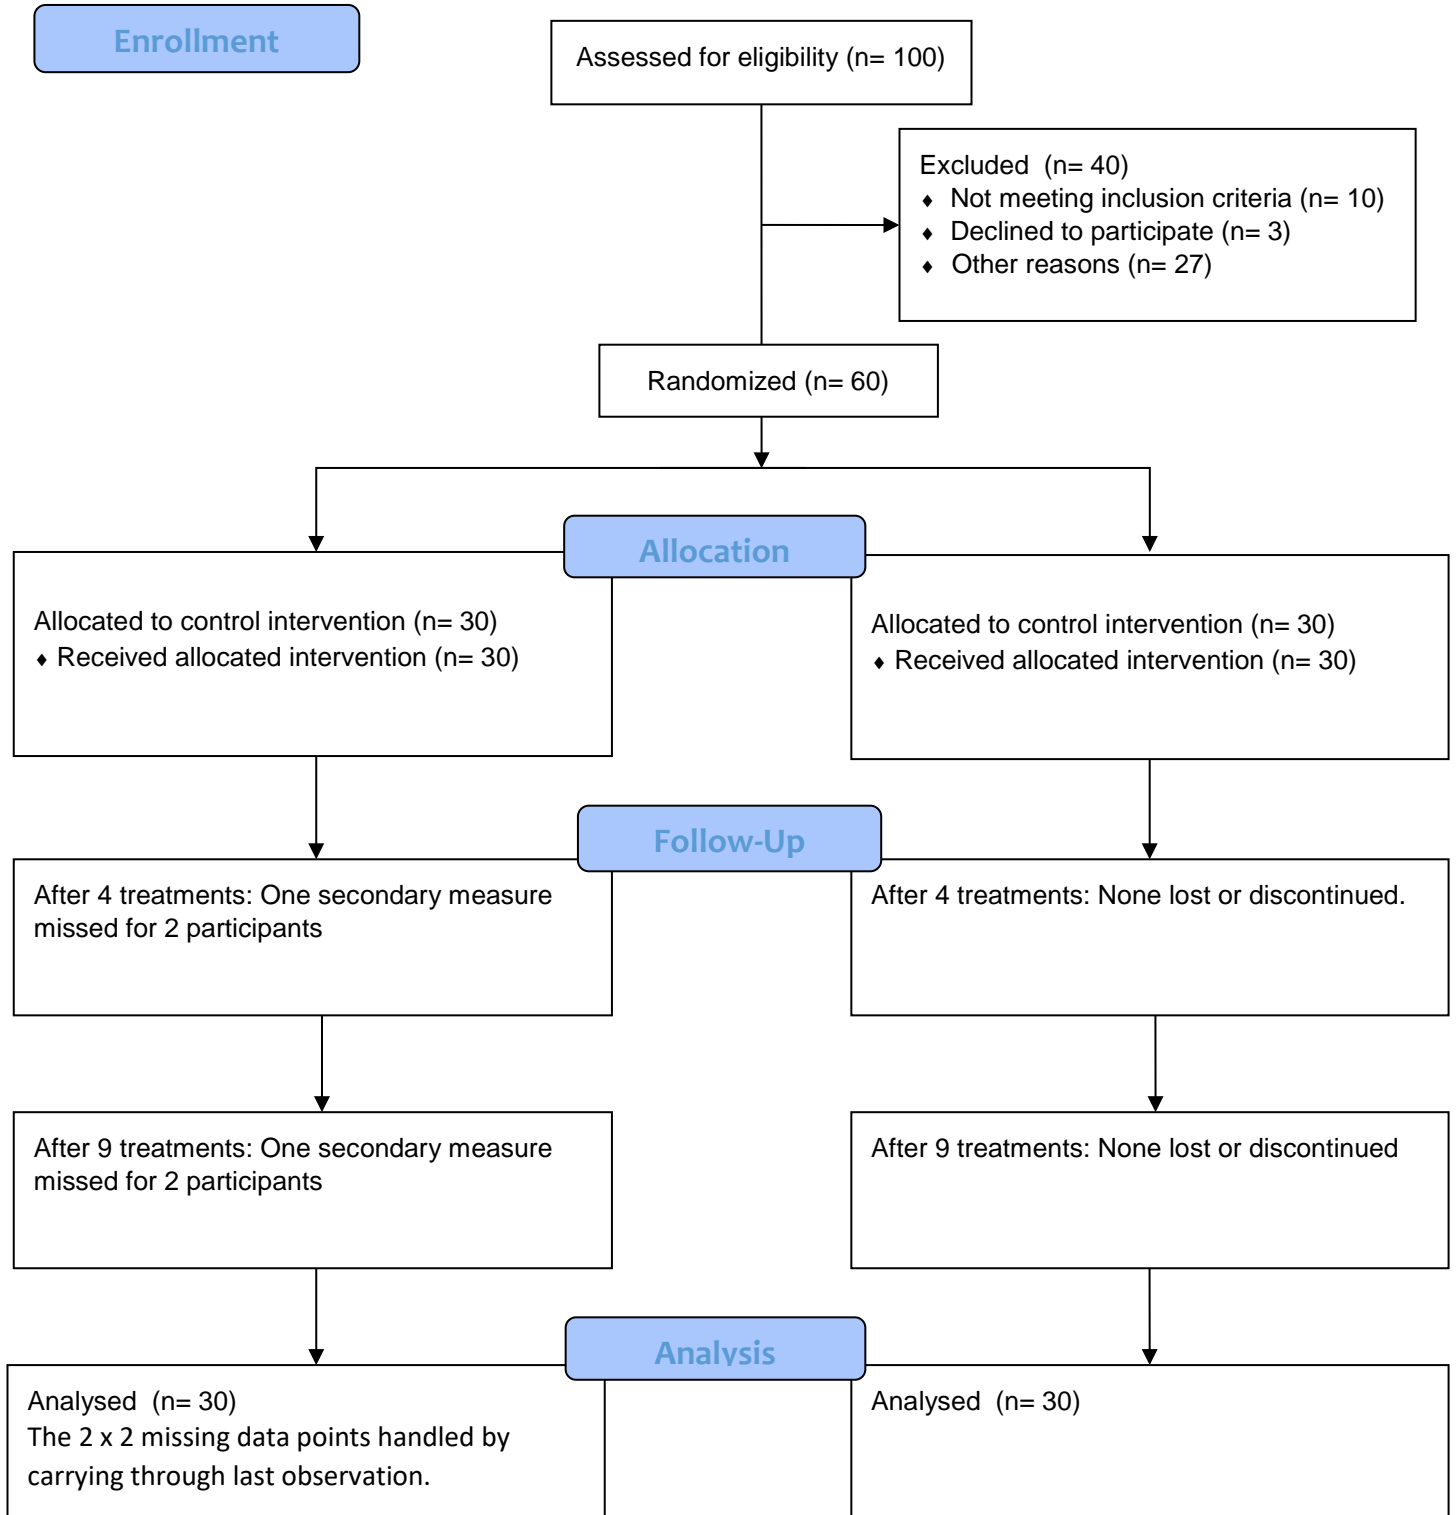 Enrollment
Assessed for eligibility (n= 100)
Excluded  (n= 40)
♦ Not meeting inclusion criteria (n= 10)
♦ Declined to participate (n= 3)
♦ Other reasons (n= 27)
Randomized (n= 60)
Allocation
Allocated to control intervention (n= 30)
♦ Received allocated intervention (n= 30)
Allocated to control intervention (n= 30)
♦ Received allocated intervention (n= 30)
Follow-Up
After 4 treatments: One secondary measure
missed for 2 participants
After 4 treatments: None lost or discontinued.
After 9 treatments: One secondary measure
missed for 2 participants
After 9 treatments: None lost or discontinued
Analysis
Analysed  (n= 30)
The 2 x 2 missing data points handled by
carrying through last observation.
Analysed  (n= 30)